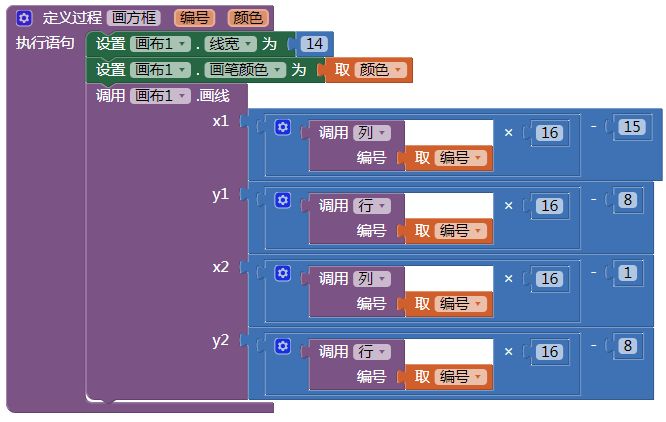 定义过程 画方框 编号 颜色
执行语句 设置 画布1 . 线宽 为 14
设置 画布1 . 画笔颜色 为 取 颜色
调用 画布1 .画线
x1 调用 列 × 16 - 15
编号 取 编号
y1 调用 行 × 16 - 8
编号 取 编号
x2 调用 列 × 16 - 1
编号 取 编号
y2 调用 行 × 16 - 8
编号 取 编号